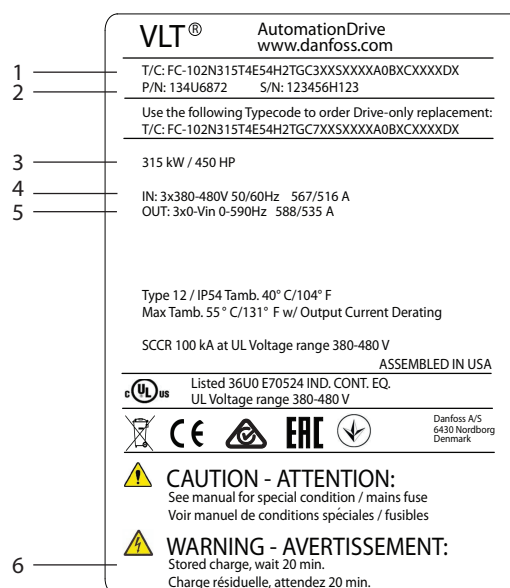 VLT® AutomationDrive
www.danfoss.com
1 T/C: FC-102N315T4E54H2TGC3XXSXXXXA0BXCXXXXDX
2 P/N: 134U6872 S/N: 123456H123
Use the following Typecode to order Drive-only replacement:
T/C: FC-102N315T4E54H2TGC7XXSXXXXA0BXCXXXXDX
3 315 kW / 450 HP
4 IN: 3x380-480V 50/60Hz 567/516 A
5 OUT: 3x0-Vin 0-590Hz 588/535 A
Type 12 / IP54 Tamb. 40° C/104° F
Max Tamb. 55° C/131° F w/ Output Current Derating
SCCR 100 kA at UL Voltage range 380-480 V
ASSEMBLED IN USA
c UL us Listed 36U0 E70524 IND. CONT. EQ.
UL Voltage range 380-480 V
CE EAC
Danfoss A/S
6430 Nordborg
Denmark
CAUTION - ATTENTION:
See manual for special condition / mains fuse
Voir manuel de conditions spéciales / fusibles
WARNING - AVERTISSEMENT:
6 Stored charge, wait 20 min.
Charge résiduelle, attendez 20 min.